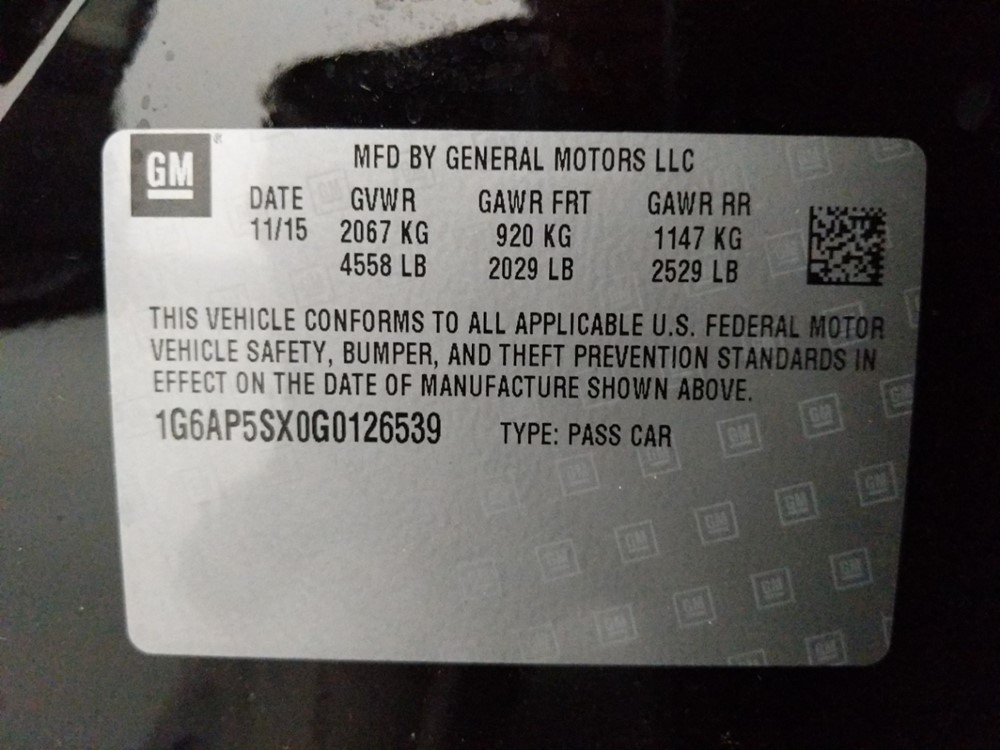 GM
MFD BY GENERAL MOTORS LLC
DATE GVWR GAWR FRT GAWR RR
11/15 2067 KG 920 KG 1147 KG
4558 LB 2029 LB 2529 LB
THIS VEHICLE CONFORMS TO ALL APPLICABLE U.S. FEDERAL MOTOR
VEHICLE SAFETY, BUMPER, AND THEFT PREVENTION STANDARDS IN
EFFECT ON THE DATE OF MANUFACTURE SHOWN ABOVE.
1G6AP5SX0G0126539 TYPE: PASS CAR